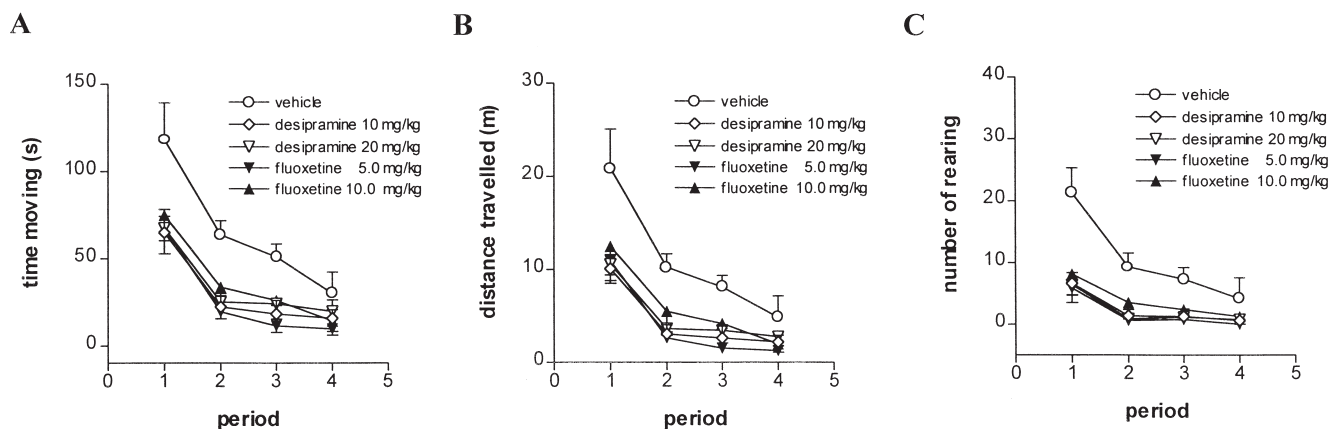 A
time moving (s)
150
100
50
0
vehicle
desipramine 10 mg/kg
desipramine 20 mg/kg
fluoxetine 5.0 mg/kg
fluoxetine 10.0 mg/kg
0 1 2 3 4 5
period
B
distance travelled (m)
30
20
10
0
vehicle
desipramine 10 mg/kg
desipramine 20 mg/kg
fluoxetine 5.0 mg/kg
fluoxetine 10.0 mg/kg
0 1 2 3 4 5
period
C
number of rearing
40
30
20
10
0
vehicle
desipramine 10 mg/kg
desipramine 20 mg/kg
fluoxetine 5.0 mg/kg
fluoxetine 10.0 mg/kg
0 1 2 3 4 5
period